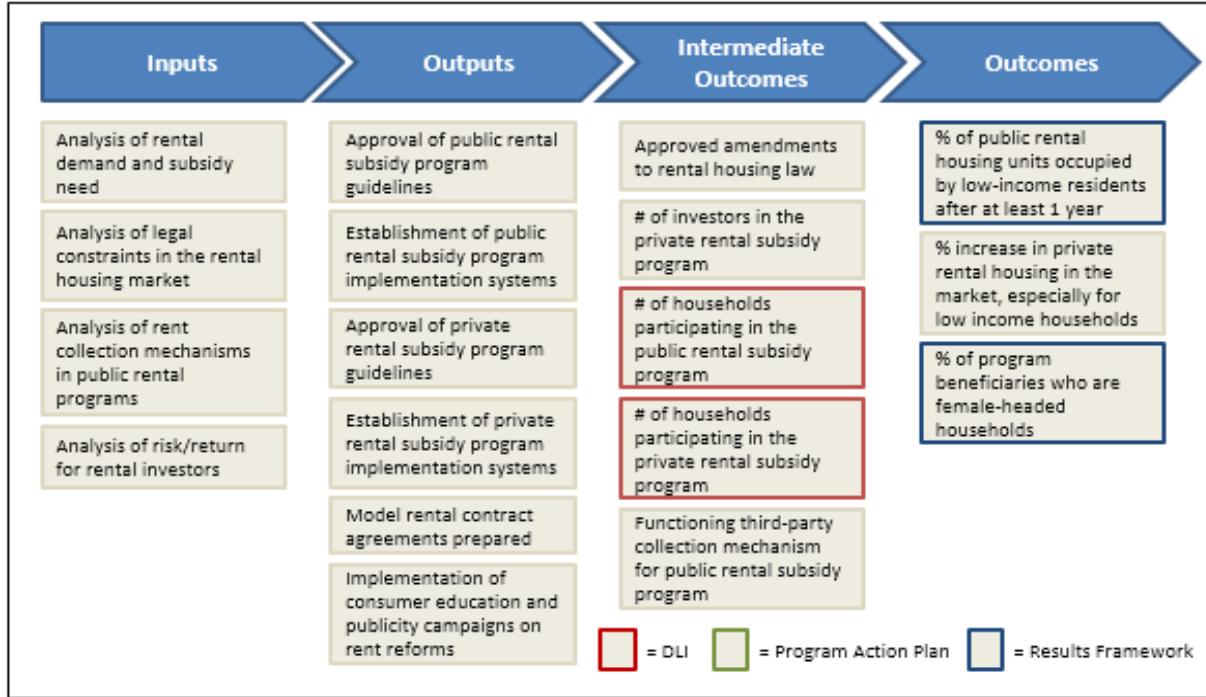 Inputs
Outputs
Intermediate
Outcomes
Outcomes
Analysis of rental
demand and subsidy
need
Analysis of legal
constraints in the rental
housing market
Analysis of rent
collection mechanisms
in public rental
programs
Analysis of risk/return
for rental investors
Approval of public rental
subsidy program
guidelines
Establishment of public
rental subsidy program
implementation systems
Approval of private
rental subsidy program
guidelines
Establishment of private
rental subsidy program
implementation systems
Model rental contract
agreements prepared
Implementation of
consumer education and
publicity campaigns on
rent reforms
Approved amendments
to rental housing law
# of investors in the
private rental subsidy
program
# of households
participating in the
public rental subsidy
program
# of households
participating in the
private rental subsidy
program
Functioning third-party
collection mechanism
for public rental subsidy
program
% of public rental
housing units occupied
by low-income residents
after at least 1 year
% increase in private
rental housing in the
market, especially for
low income households
% of program
beneficiaries who are
female-headed
households
= DLI
= Program Action Plan
= Results Framework